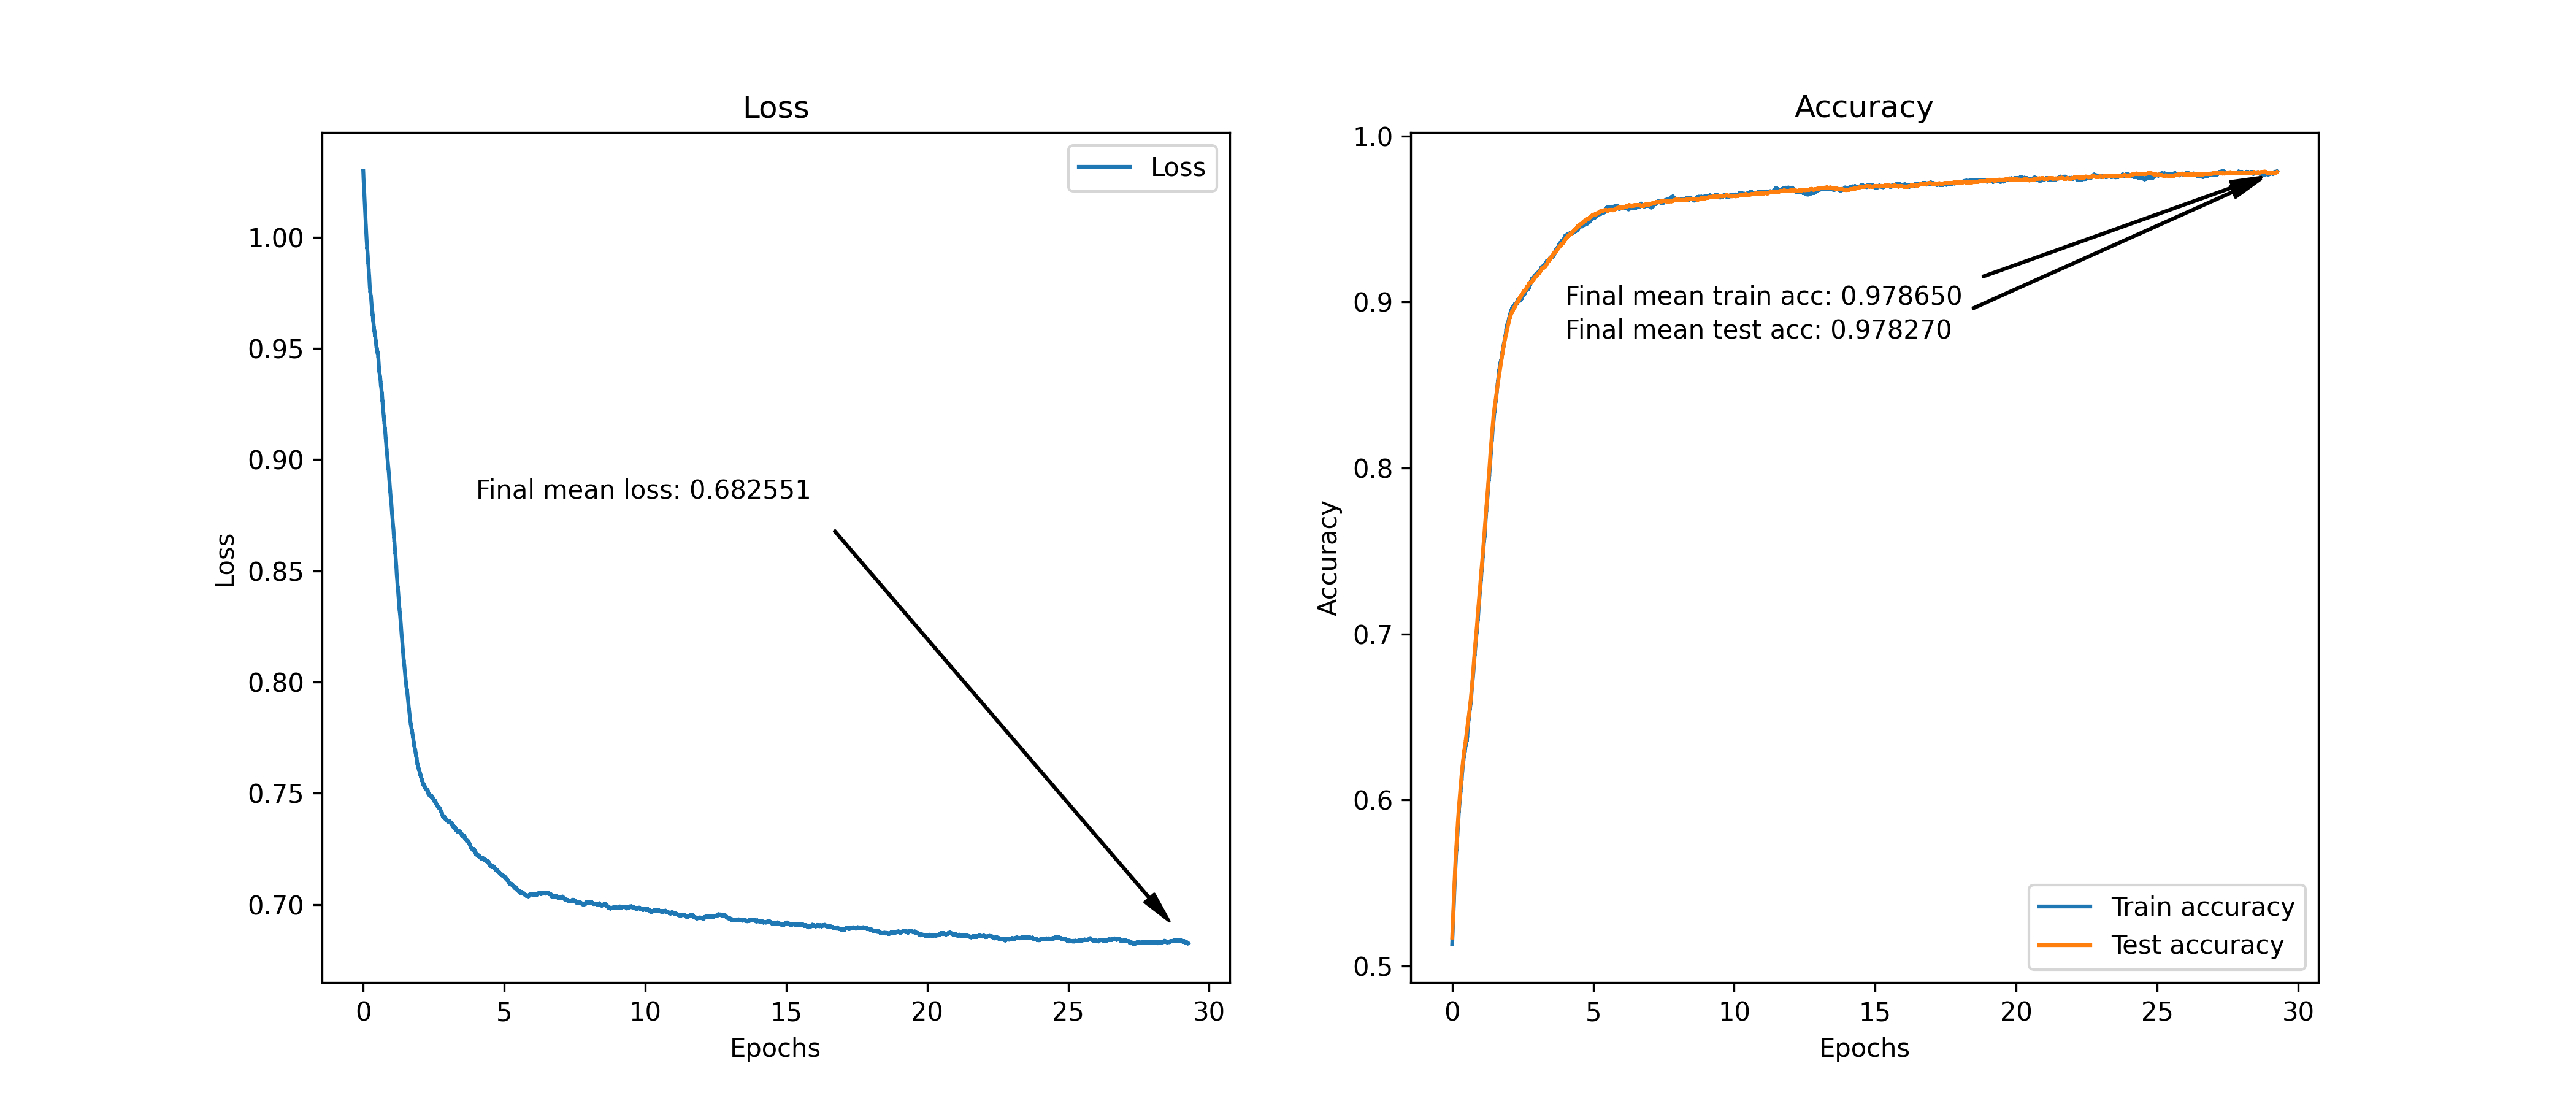 Loss
Loss
1.00
0.95
0.90
0.85
0.80
0.75
0.70
Loss
Final mean loss: 0.682551
0 5 10 15 20 25 30
Epochs
Accuracy
1.0
0.9
0.8
0.7
0.6
0.5
Accuracy
Final mean train acc: 0.978650
Final mean test acc: 0.978270
Train accuracy
Test accuracy
0 5 10 15 20 25 30
Epochs